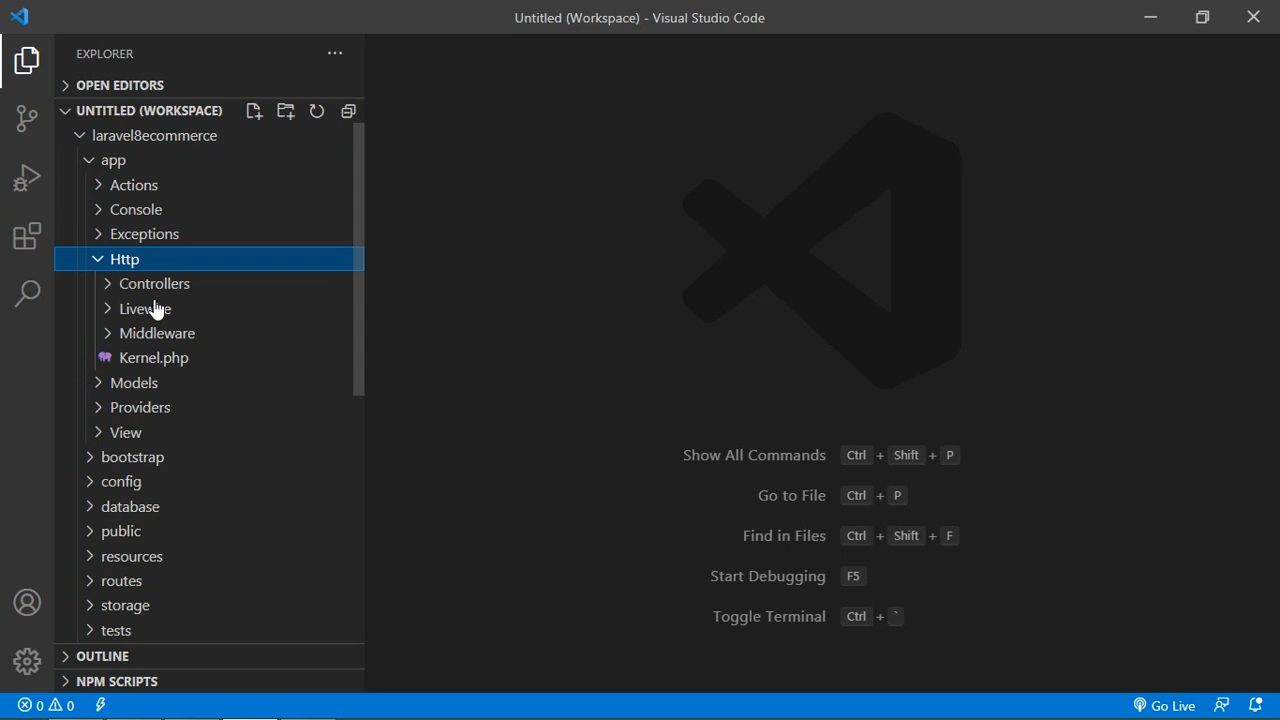 Untitled (Workspace) - Visual Studio Code
EXPLORER
OPEN EDITORS
UNTITLED (WORKSPACE)
laravel8ecommerce
app
Actions
Console
Exceptions
Http
Controllers
Livewire
Middleware
Kernel.php
Models
Providers
View
bootstrap
config
database
public
resources
routes
storage
tests
OUTLINE
NPM SCRIPTS
Show All Commands Ctrl + Shift + P
Go to File Ctrl + P
Find in Files Ctrl + Shift + F
Start Debugging F5
Toggle Terminal Ctrl + `
0 0
Go Live